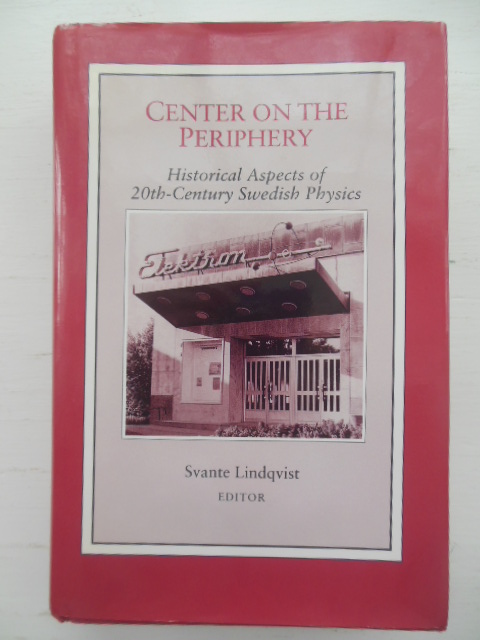 CENTER ON THE
PERIPHERY
Historical Aspects of
20th-Century Swedish Physics
Elektron
Svante Lindqvist
EDITOR